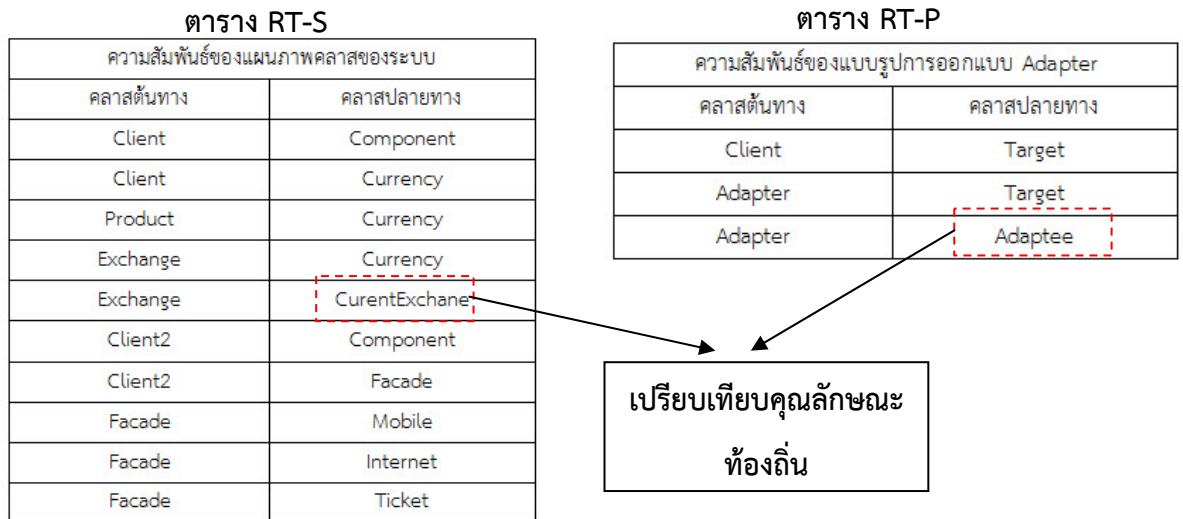 ตาราง RT-S
ความสัมพันธ์ของแผนภาพคลาสของระบบ
คลาสต้นทาง คลาสปลายทาง
Client Component
Client Currency
Product Currency
Exchange Currency
Exchange CurentExchane
Client2 Component
Client2 Facade
Facade Mobile
Facade Internet
Facade Ticket
ตาราง RT-P
ความสัมพันธ์ของแบบรูปการออกแบบ Adapter
คลาสต้นทาง คลาสปลายทาง
Client Target
Adapter Target
Adapter Adaptee
เปรียบเทียบคุณลักษณะ
ท้องถิ่น